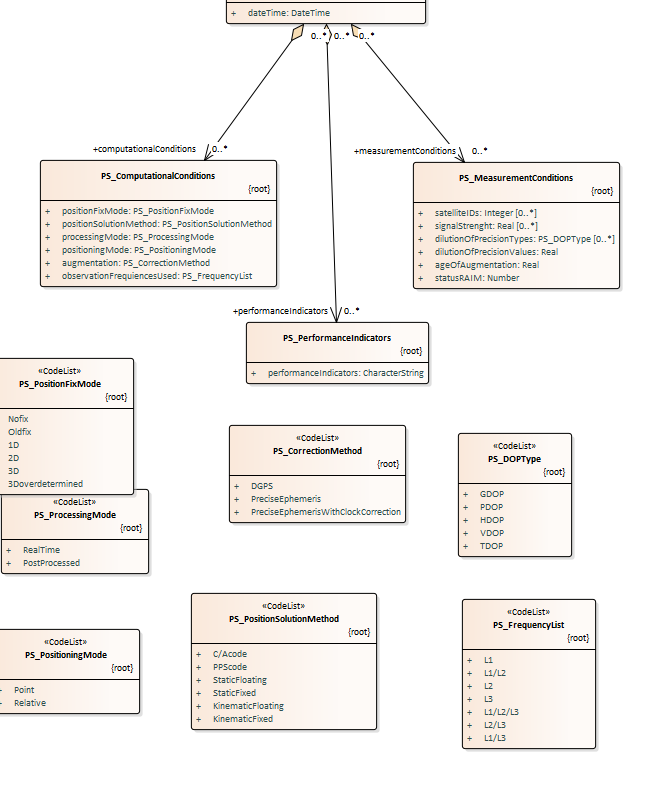 + dateTime: DateTime
0..* 0..* 0..*
+computationalConditions 0..*
+measurementConditions 0..*
PS_ComputationalConditions
{root}
+ positionFixMode: PS_PositionFixMode
+ positionSolutionMethod: PS_PositionSolutionMethod
+ processingMode: PS_ProcessingMode
+ positioningMode: PS_PositioningMode
+ augmentation: PS_CorrectionMethod
+ observationFrequiencesUsed: PS_FrequencyList
PS_MeasurementConditions
{root}
+ satelliteIDs: Integer [0..*]
+ signalStrenght: Real [0..*]
+ dilutionOfPrecisionTypes: PS_DOPType [0..*]
+ dilutionOfPrecisionValues: Real
+ ageOfAugmentation: Real
+ statusRAIM: Number
+performanceIndicators 0..*
PS_PerformanceIndicators
{root}
+ performanceIndicators: CharacterString
«CodeList»
PS_PositionFixMode
{root}
Nofix
Oldfix
1D
2D
3D
3Doverdetermined
«CodeList»
PS_CorrectionMethod
{root}
+ DGPS
+ PreciseEphemeris
+ PreciseEphemerisWithClockCorrection
«CodeList»
PS_DOPType
{root}
+ GDOP
+ PDOP
+ HDOP
+ VDOP
+ TDOP
«CodeList»
PS_ProcessingMode
{root}
+ RealTime
+ PostProcessed
«CodeList»
PS_PositionSolutionMethod
{root}
+ C/Acode
+ PPScode
+ StaticFloating
+ StaticFixed
+ KinematicFloating
+ KinematicFixed
«CodeList»
PS_FrequencyList
{root}
+ L1
+ L1/L2
+ L2
+ L3
+ L1/L2/L3
+ L2/L3
+ L1/L3
«CodeList»
PS_PositioningMode
{root}
+ Point
+ Relative